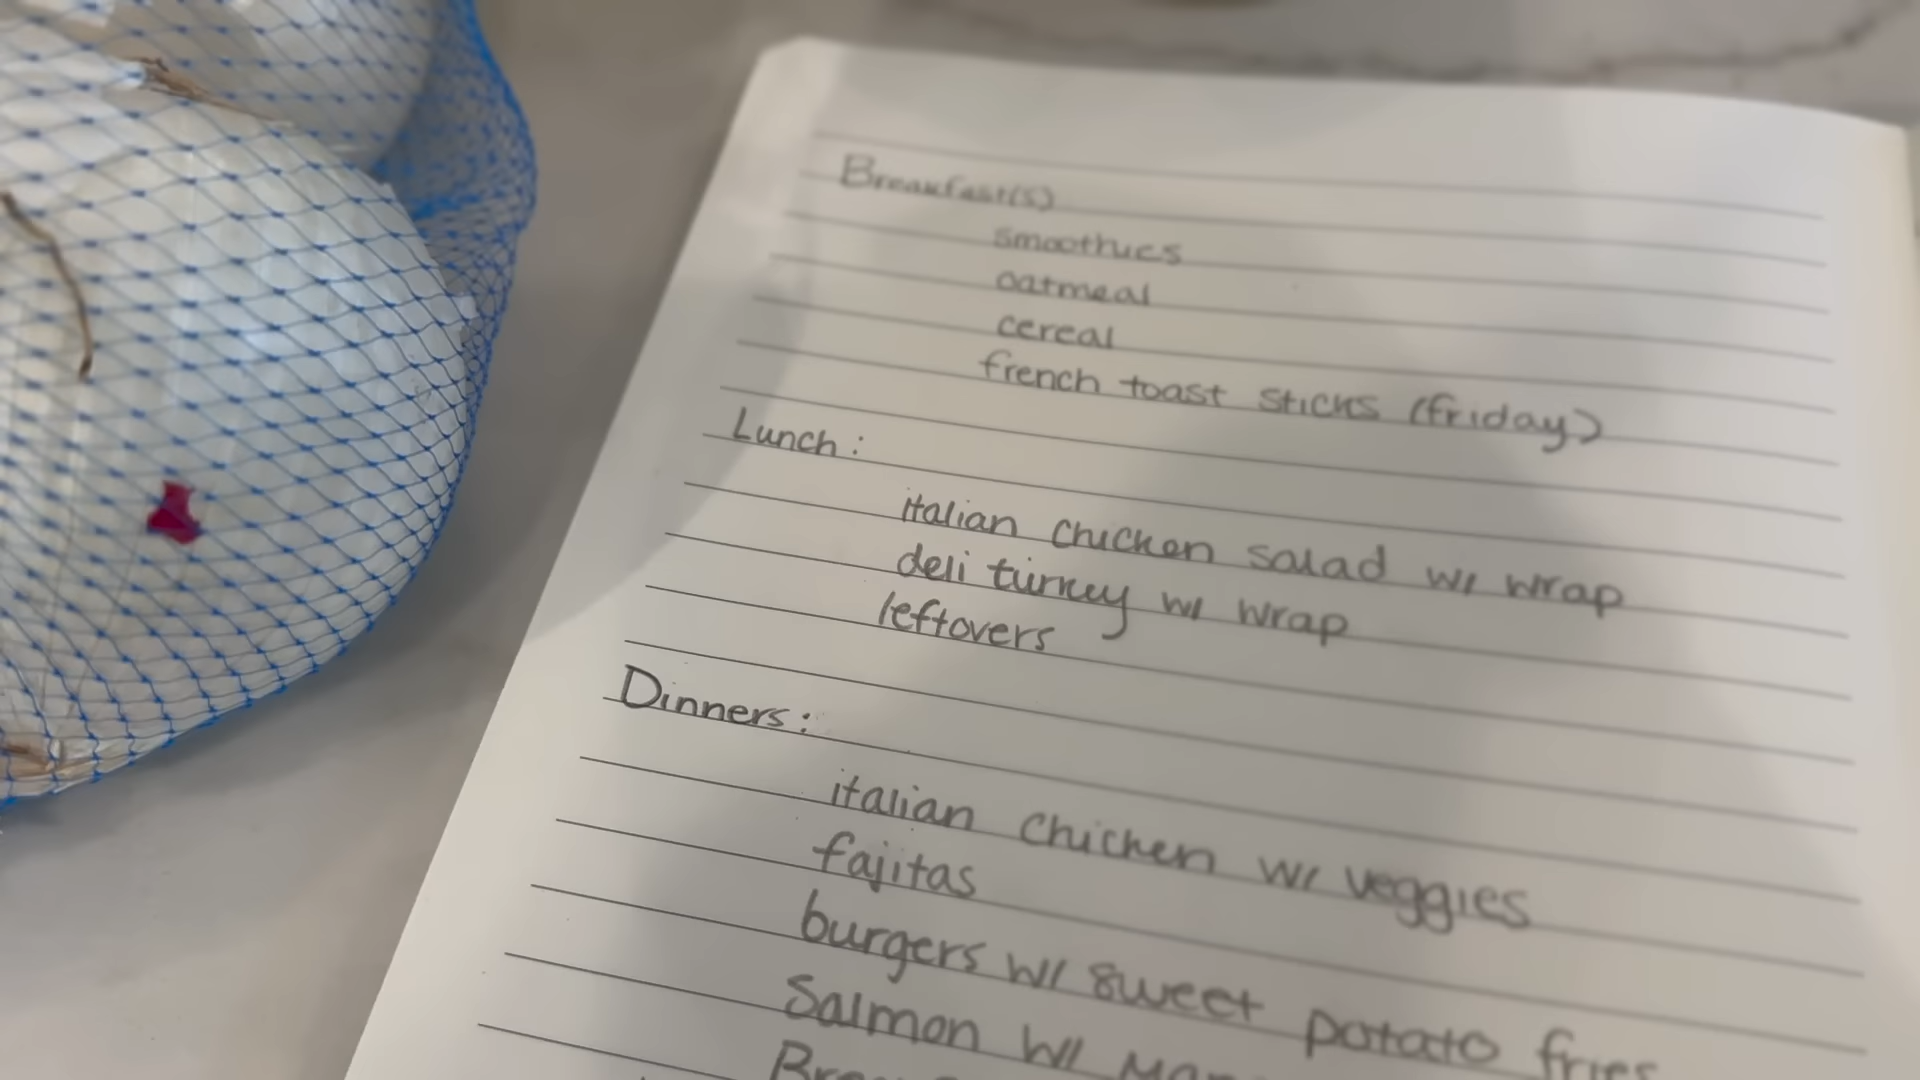 Breakfast(s)
smoothies
oatmeal
cereal
french toast sticks (friday)
Lunch:
italian chicken salad w/ wrap
deli turkey w/ wrap
leftovers
Dinners:
italian chicken w/ veggies
fajitas
burgers w/ sweet potato fries
Salmon w/